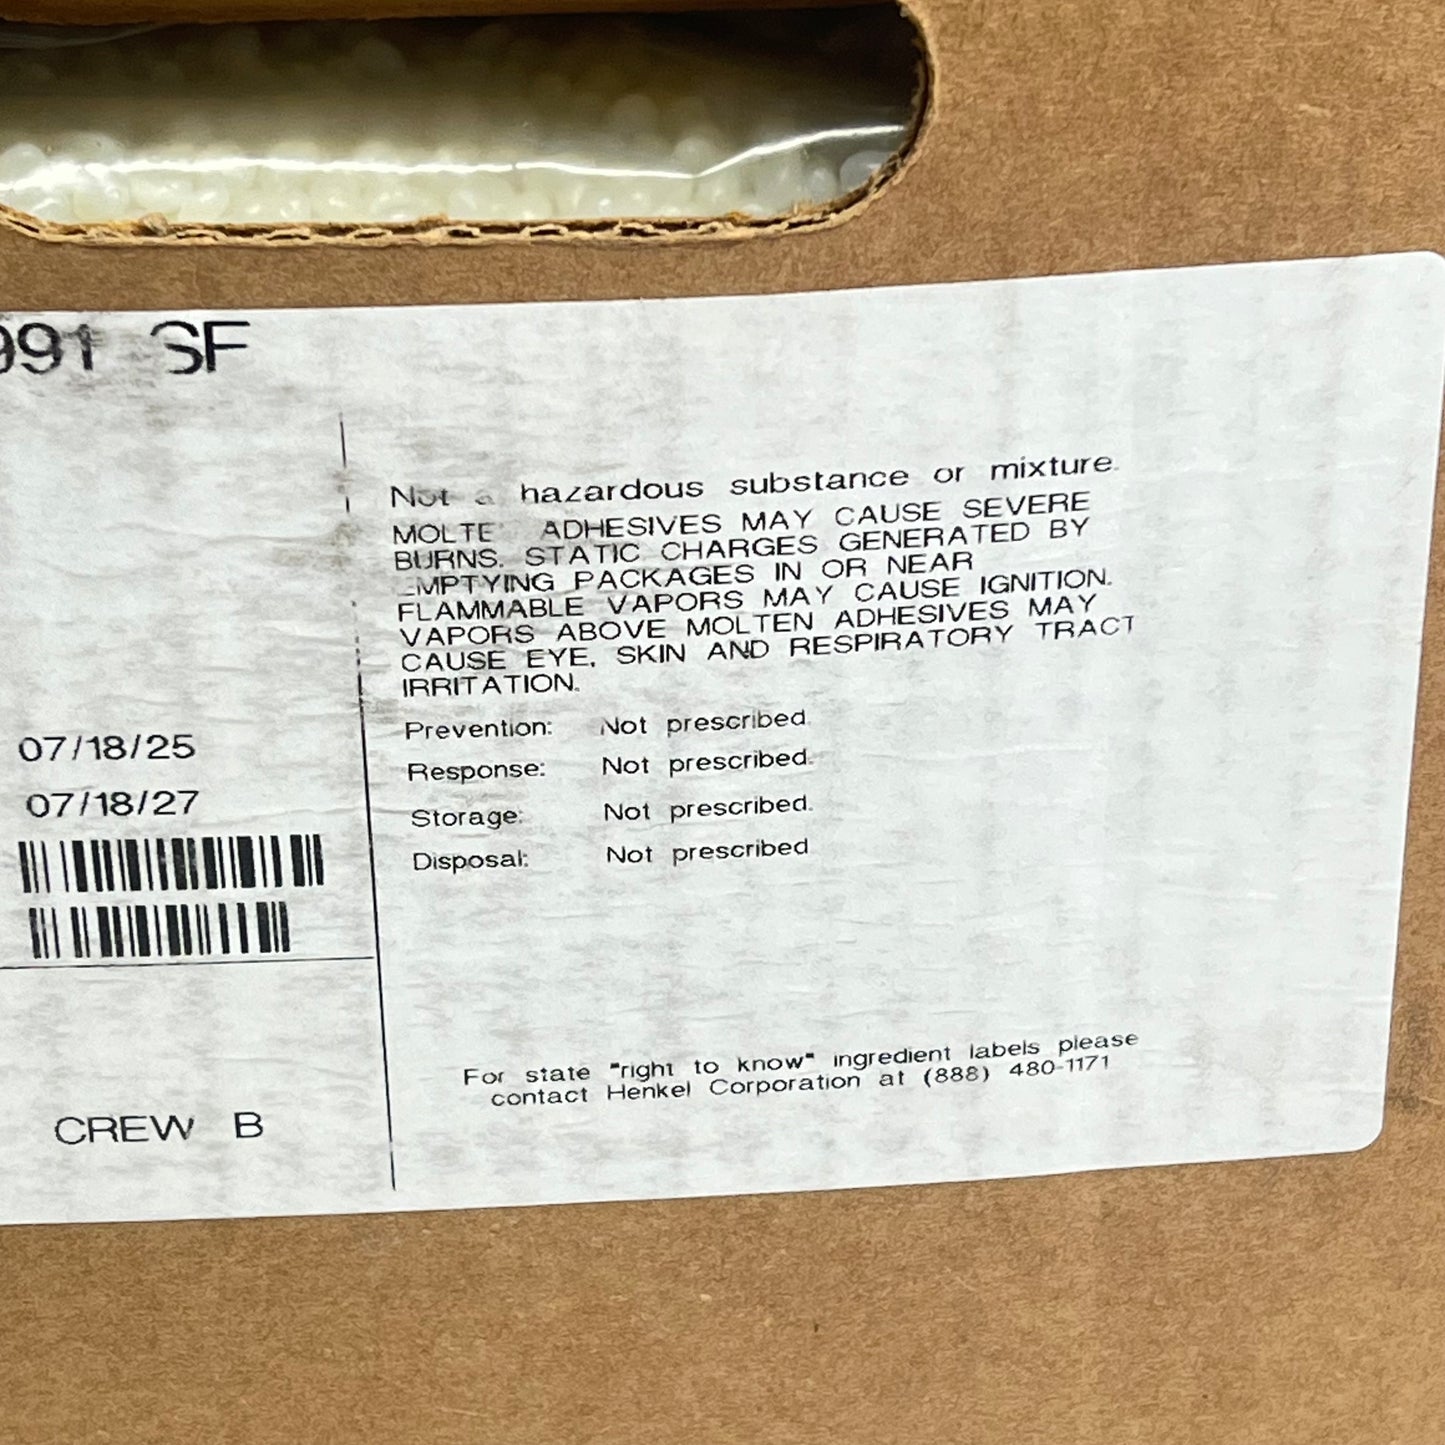 991 SF
Not a hazardous substance or mixture.
MOLTE ADHESIVES MAY CAUSE SEVERE
BURNS. STATIC CHARGES GENERATED BY
EMPTYING PACKAGES IN OR NEAR
FLAMMABLE VAPORS MAY CAUSE IGNITION.
VAPORS ABOVE MOLTEN ADHESIVES MAY
CAUSE EYE, SKIN AND RESPIRATORY TRACT
IRRITATION.
Prevention: Not prescribed.
Response: Not prescribed.
Storage: Not prescribed.
Disposal: Not prescribed
07/18/25
07/18/27
CREW B
For state "right to know" ingredient labels please
contact Henkel Corporation at (888) 480-1171